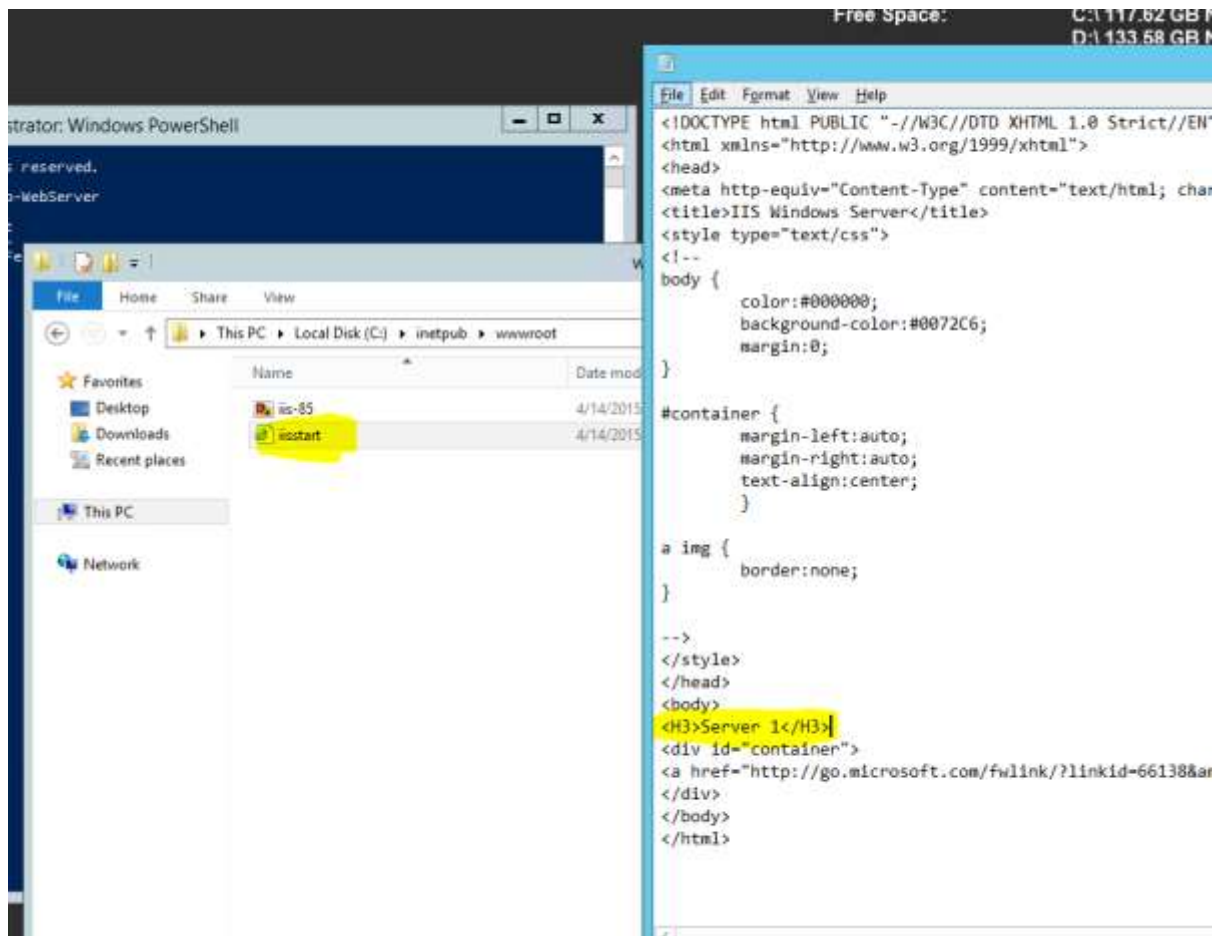 Free Space:
C:\ 117.62 GB
D:\ 133.58 GB
strator: Windows PowerShell
reserved.
-WebServer
File Home Share View
This PC Local Disk (C:) inetpub wwwroot
Name Date mod
Favorites
Desktop
Downloads
Recent places
This PC
Network
iis-85 4/14/2015
iisstart 4/14/2015
File Edit Format View Help
<!DOCTYPE html PUBLIC "-//W3C//DTD XHTML 1.0 Strict//EN"
<html xmlns="http://www.w3.org/1999/xhtml">
<head>
<meta http-equiv="Content-Type" content="text/html; char
<title>IIS Windows Server</title>
<style type="text/css">
<!--
body {
color:#000000;
background-color:#0072C6;
margin:0;
}
#container {
margin-left:auto;
margin-right:auto;
text-align:center;
}
a img {
border:none;
}
-->
</style>
</head>
<body>
<H3>Server 1</H3>
<div id="container">
<a href="http://go.microsoft.com/fwlink/?linkid=66138&a
</div>
</body>
</html>